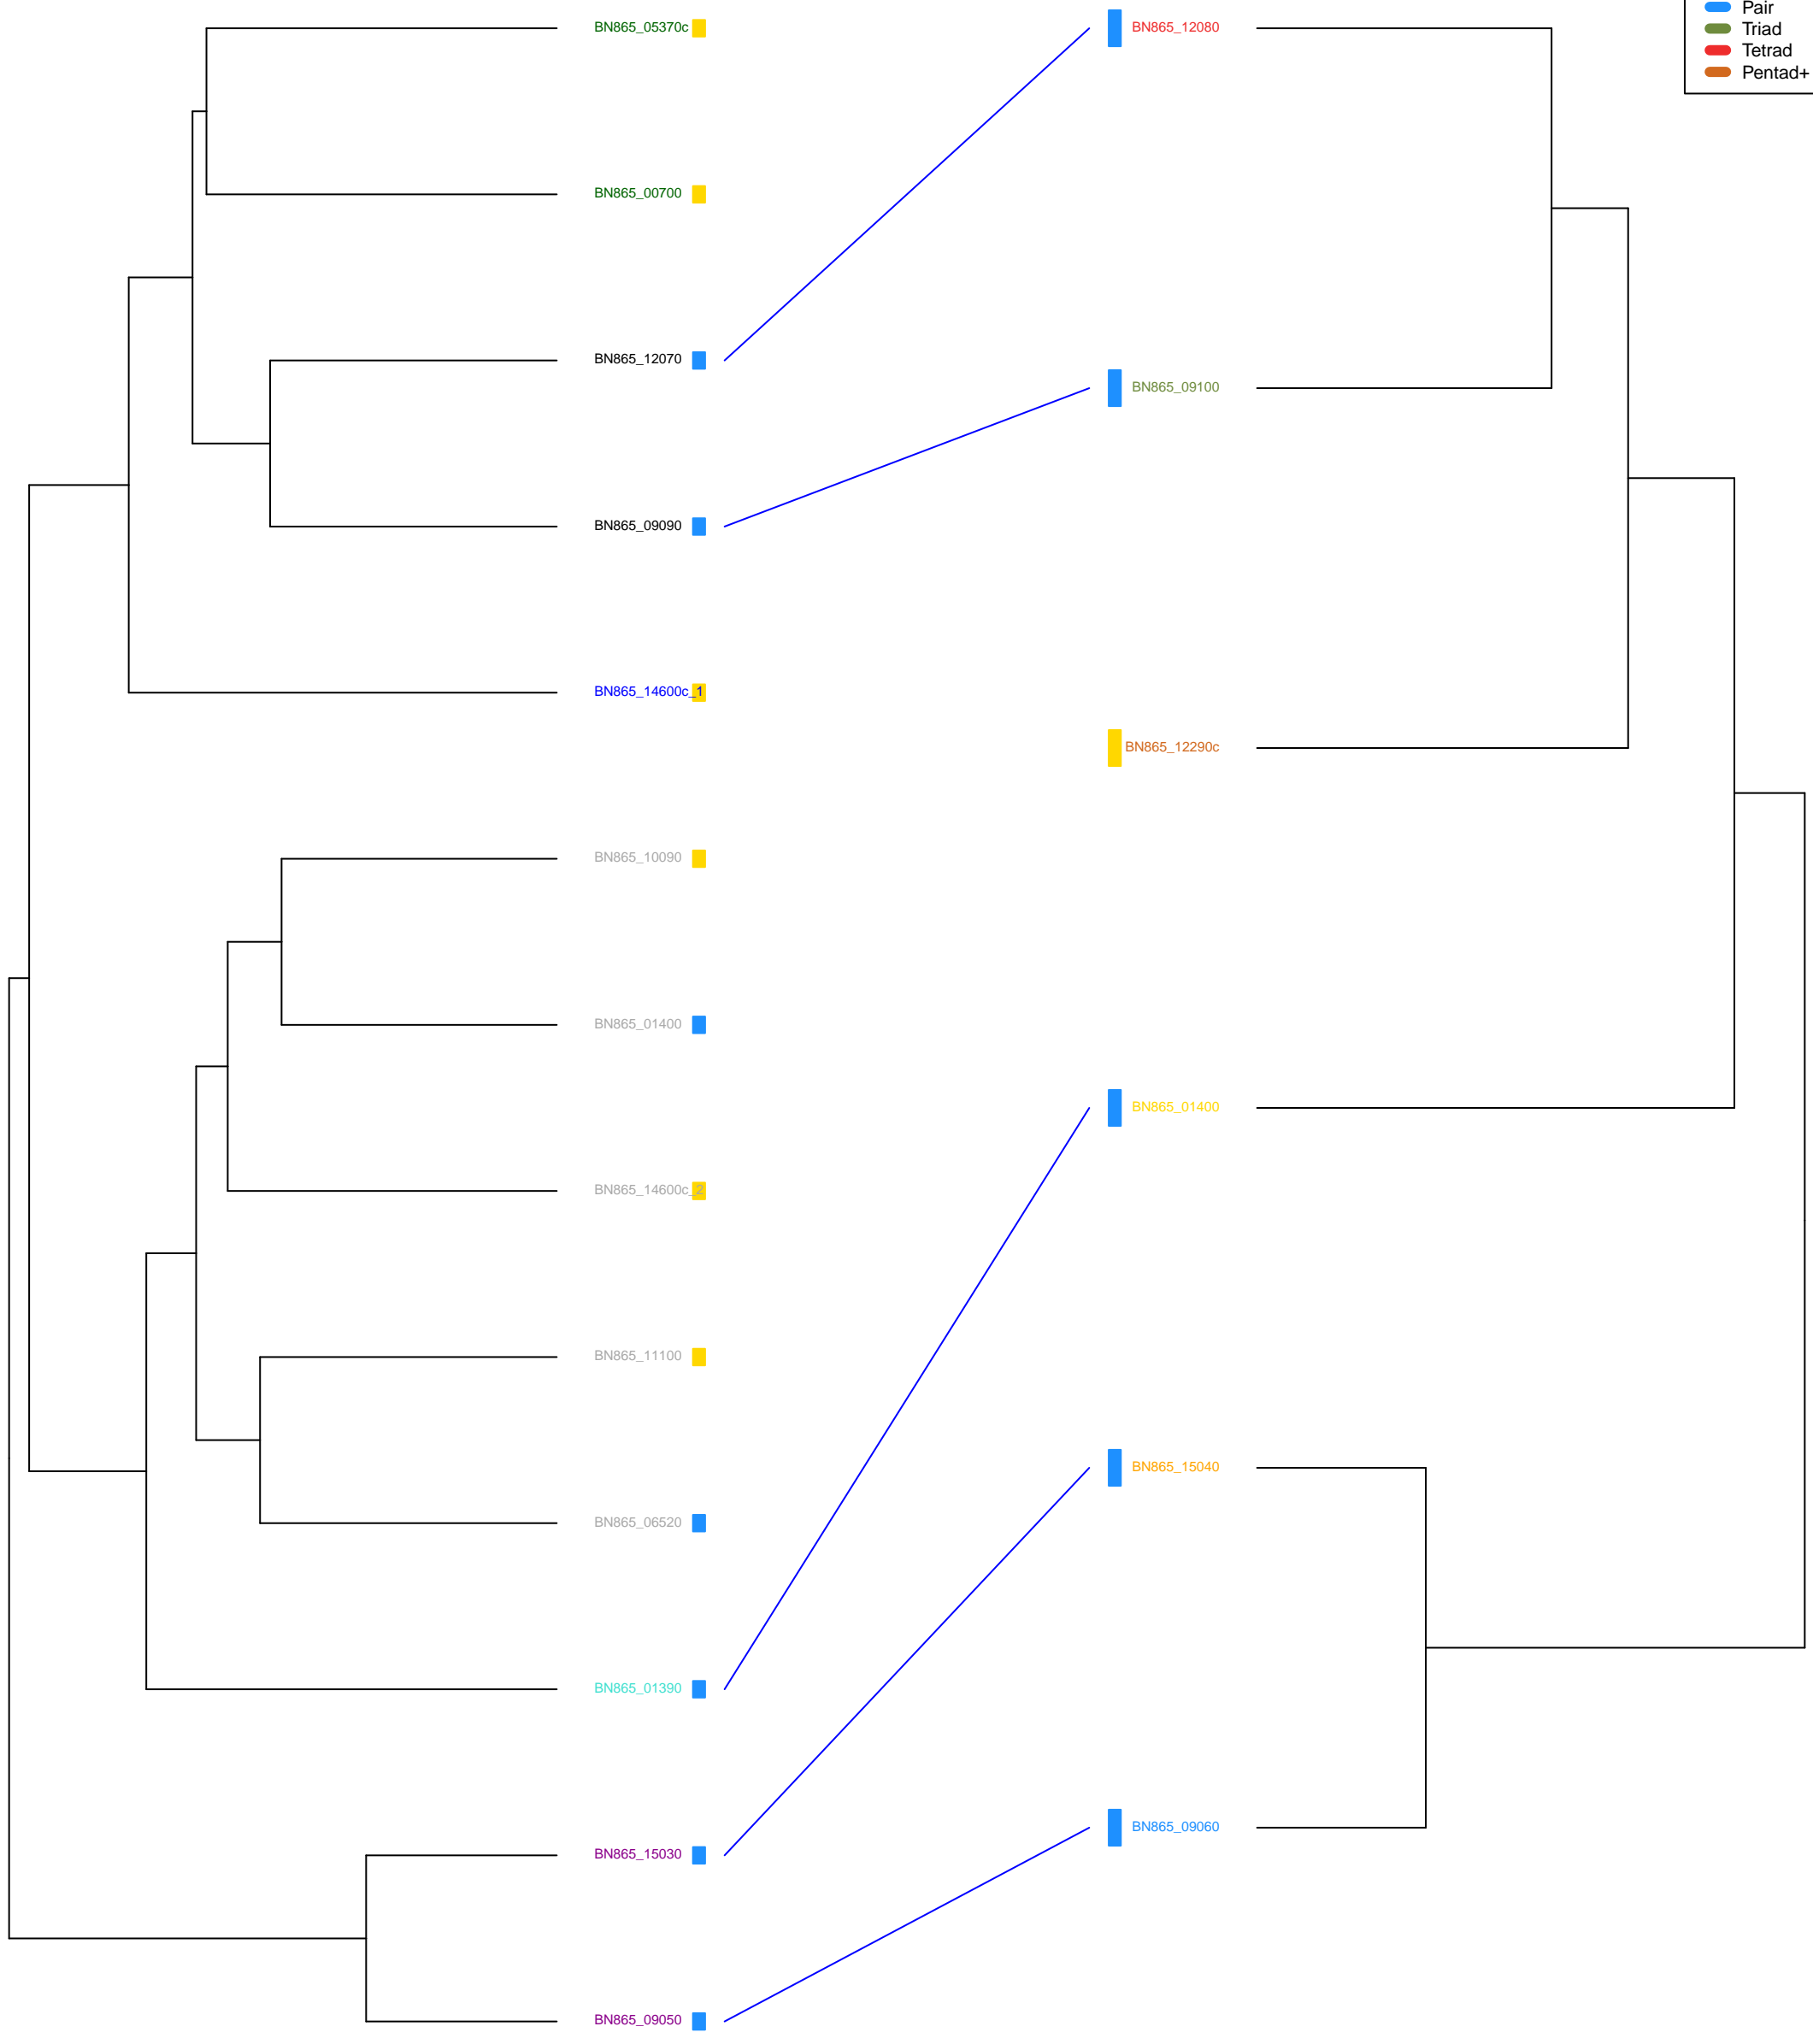 BN865_05370c
BN865_00700
BN865_12070
BN865_09090
BN865_14600c_1
BN865_10090
BN865_01400
BN865_14600c_2
BN865_11100
BN865_06520
BN865_01390
BN865_15030
BN865_09050
BN865_12080
BN865_09100
BN865_12290c
BN865_01400
BN865_15040
BN865_09060
Pair
Triad
Tetrad
Pentad+